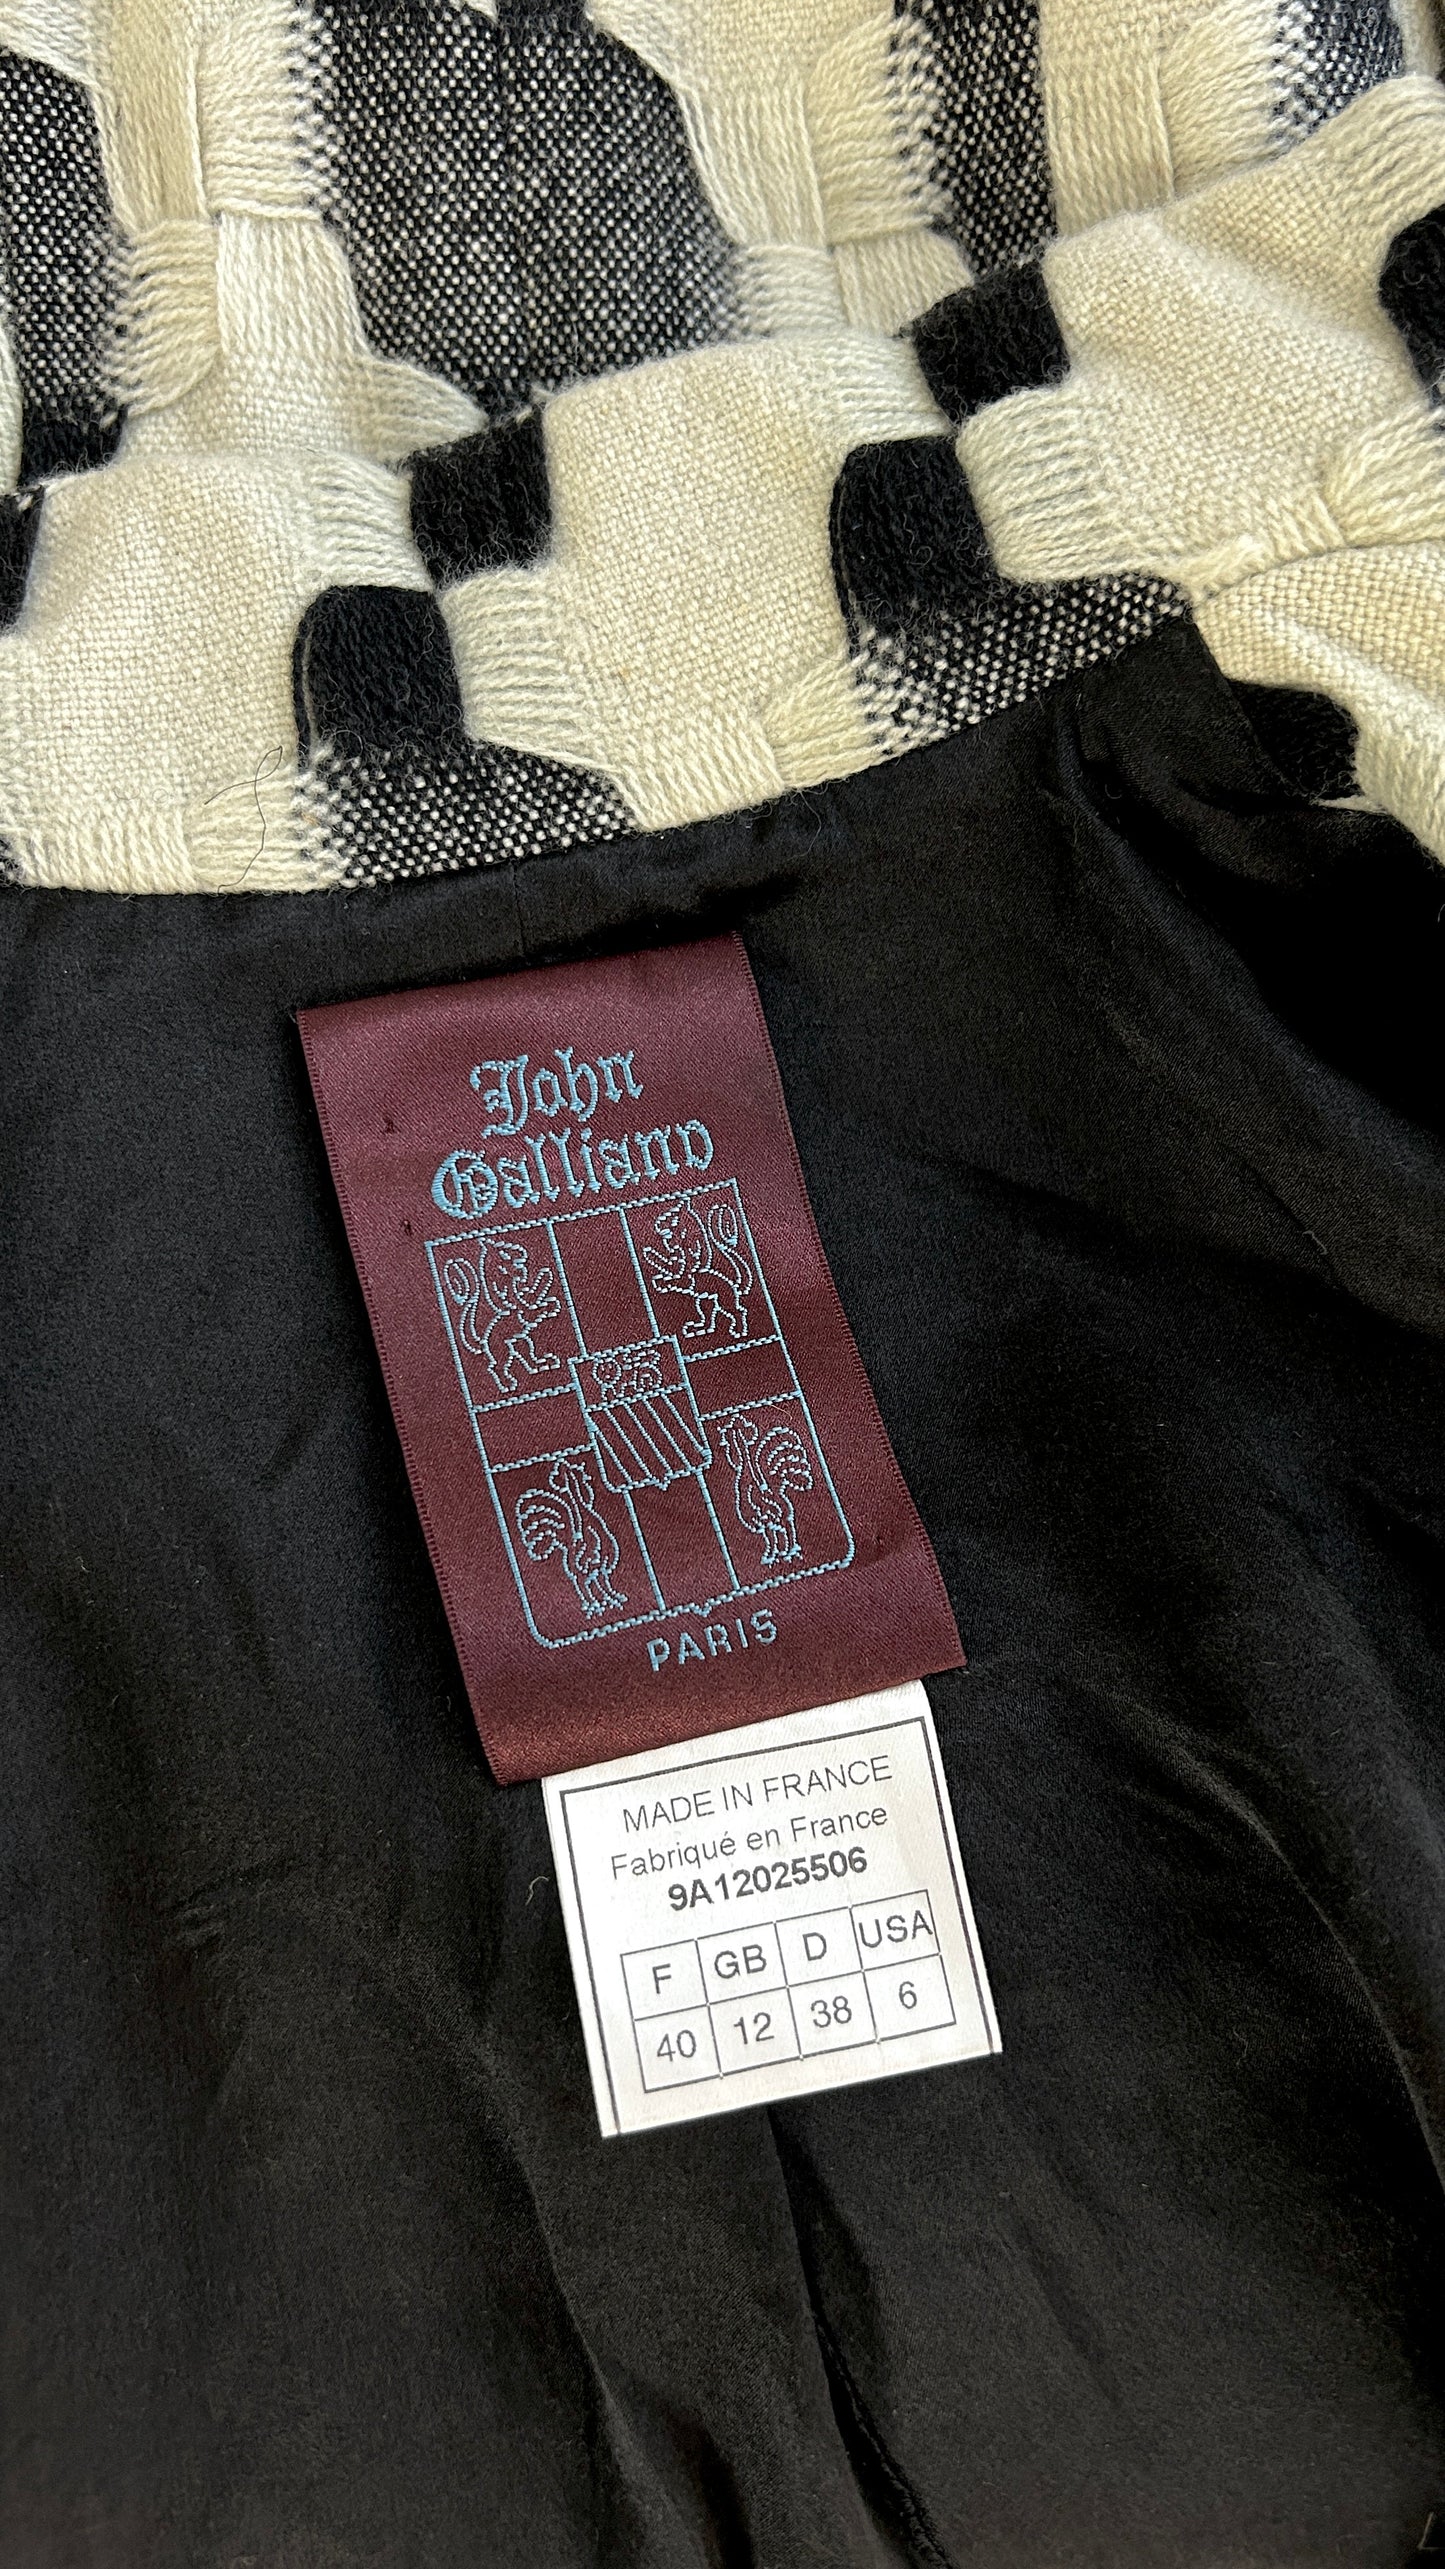 John
Galliano
PARIS
MADE IN FRANCE
Fabriqué en France
9A12025506
F GB D USA
40 12 38 6